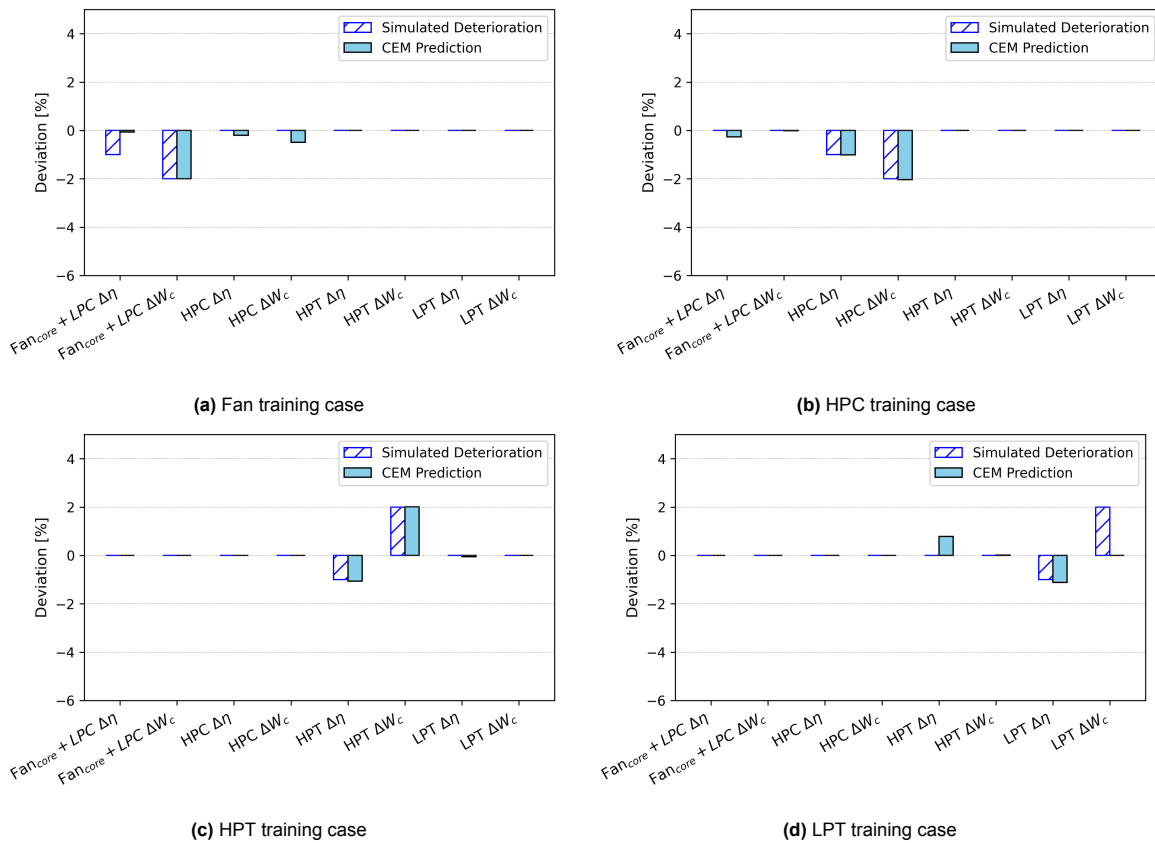 Simulated Deterioration
CEM Prediction
Deviation [%]
4
2
0
−2
−4
−6
Fan_core + LPC Δη
Fan_core + LPC ΔW_c
HPC Δη
HPC ΔW_c
HPT Δη
HPT ΔW_c
LPT Δη
LPT ΔW_c
(a) Fan training case
Simulated Deterioration
CEM Prediction
Deviation [%]
4
2
0
−2
−4
−6
Fan_core + LPC Δη
Fan_core + LPC ΔW_c
HPC Δη
HPC ΔW_c
HPT Δη
HPT ΔW_c
LPT Δη
LPT ΔW_c
(b) HPC training case
Simulated Deterioration
CEM Prediction
Deviation [%]
4
2
0
−2
−4
−6
Fan_core + LPC Δη
Fan_core + LPC ΔW_c
HPC Δη
HPC ΔW_c
HPT Δη
HPT ΔW_c
LPT Δη
LPT ΔW_c
(c) HPT training case
Simulated Deterioration
CEM Prediction
Deviation [%]
4
2
0
−2
−4
−6
Fan_core + LPC Δη
Fan_core + LPC ΔW_c
HPC Δη
HPC ΔW_c
HPT Δη
HPT ΔW_c
LPT Δη
LPT ΔW_c
(d) LPT training case